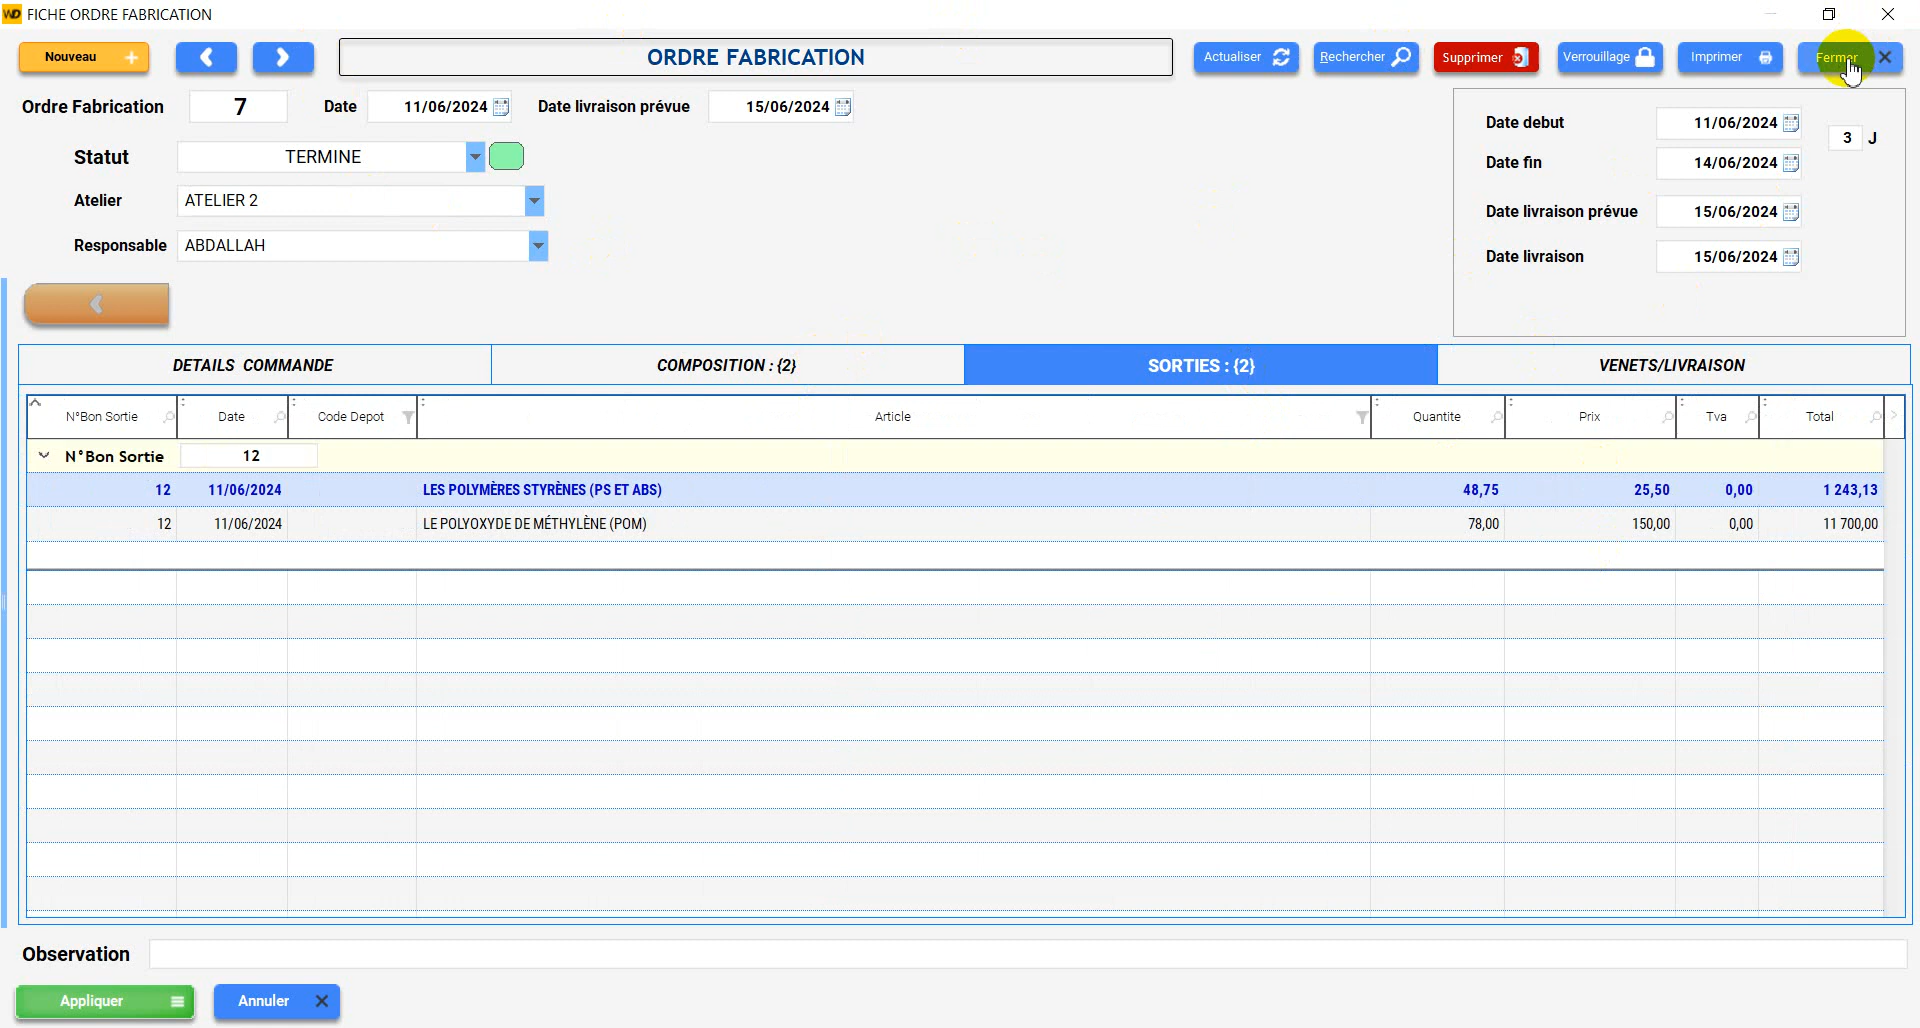 WD FICHE ORDRE FABRICATION
Nouveau
ORDRE FABRICATION
Actualiser
Rechercher
Supprimer
Verrouillage
Imprimer
Fermer
Ordre Fabrication 7 Date 11/06/2024 Date livraison prévue 15/06/2024
Statut TERMINE
Atelier ATELIER 2
Responsable ABDALLAH
Date debut 11/06/2024
3 J
Date fin 14/06/2024
Date livraison prévue 15/06/2024
Date livraison 15/06/2024
DETAILS COMMANDE COMPOSITION : {2} SORTIES : {2} VENETS/LIVRAISON
N°Bon Sortie Date Code Depot Article Quantite Prix Tva Total
N°Bon Sortie 12
12 11/06/2024 LES POLYMÈRES STYRÈNES (PS ET ABS) 48,75 25,50 0,00 1 243,13
12 11/06/2024 LE POLYOXYDE DE MÉTHYLÈNE (POM) 78,00 150,00 0,00 11 700,00
Observation
Appliquer Annuler